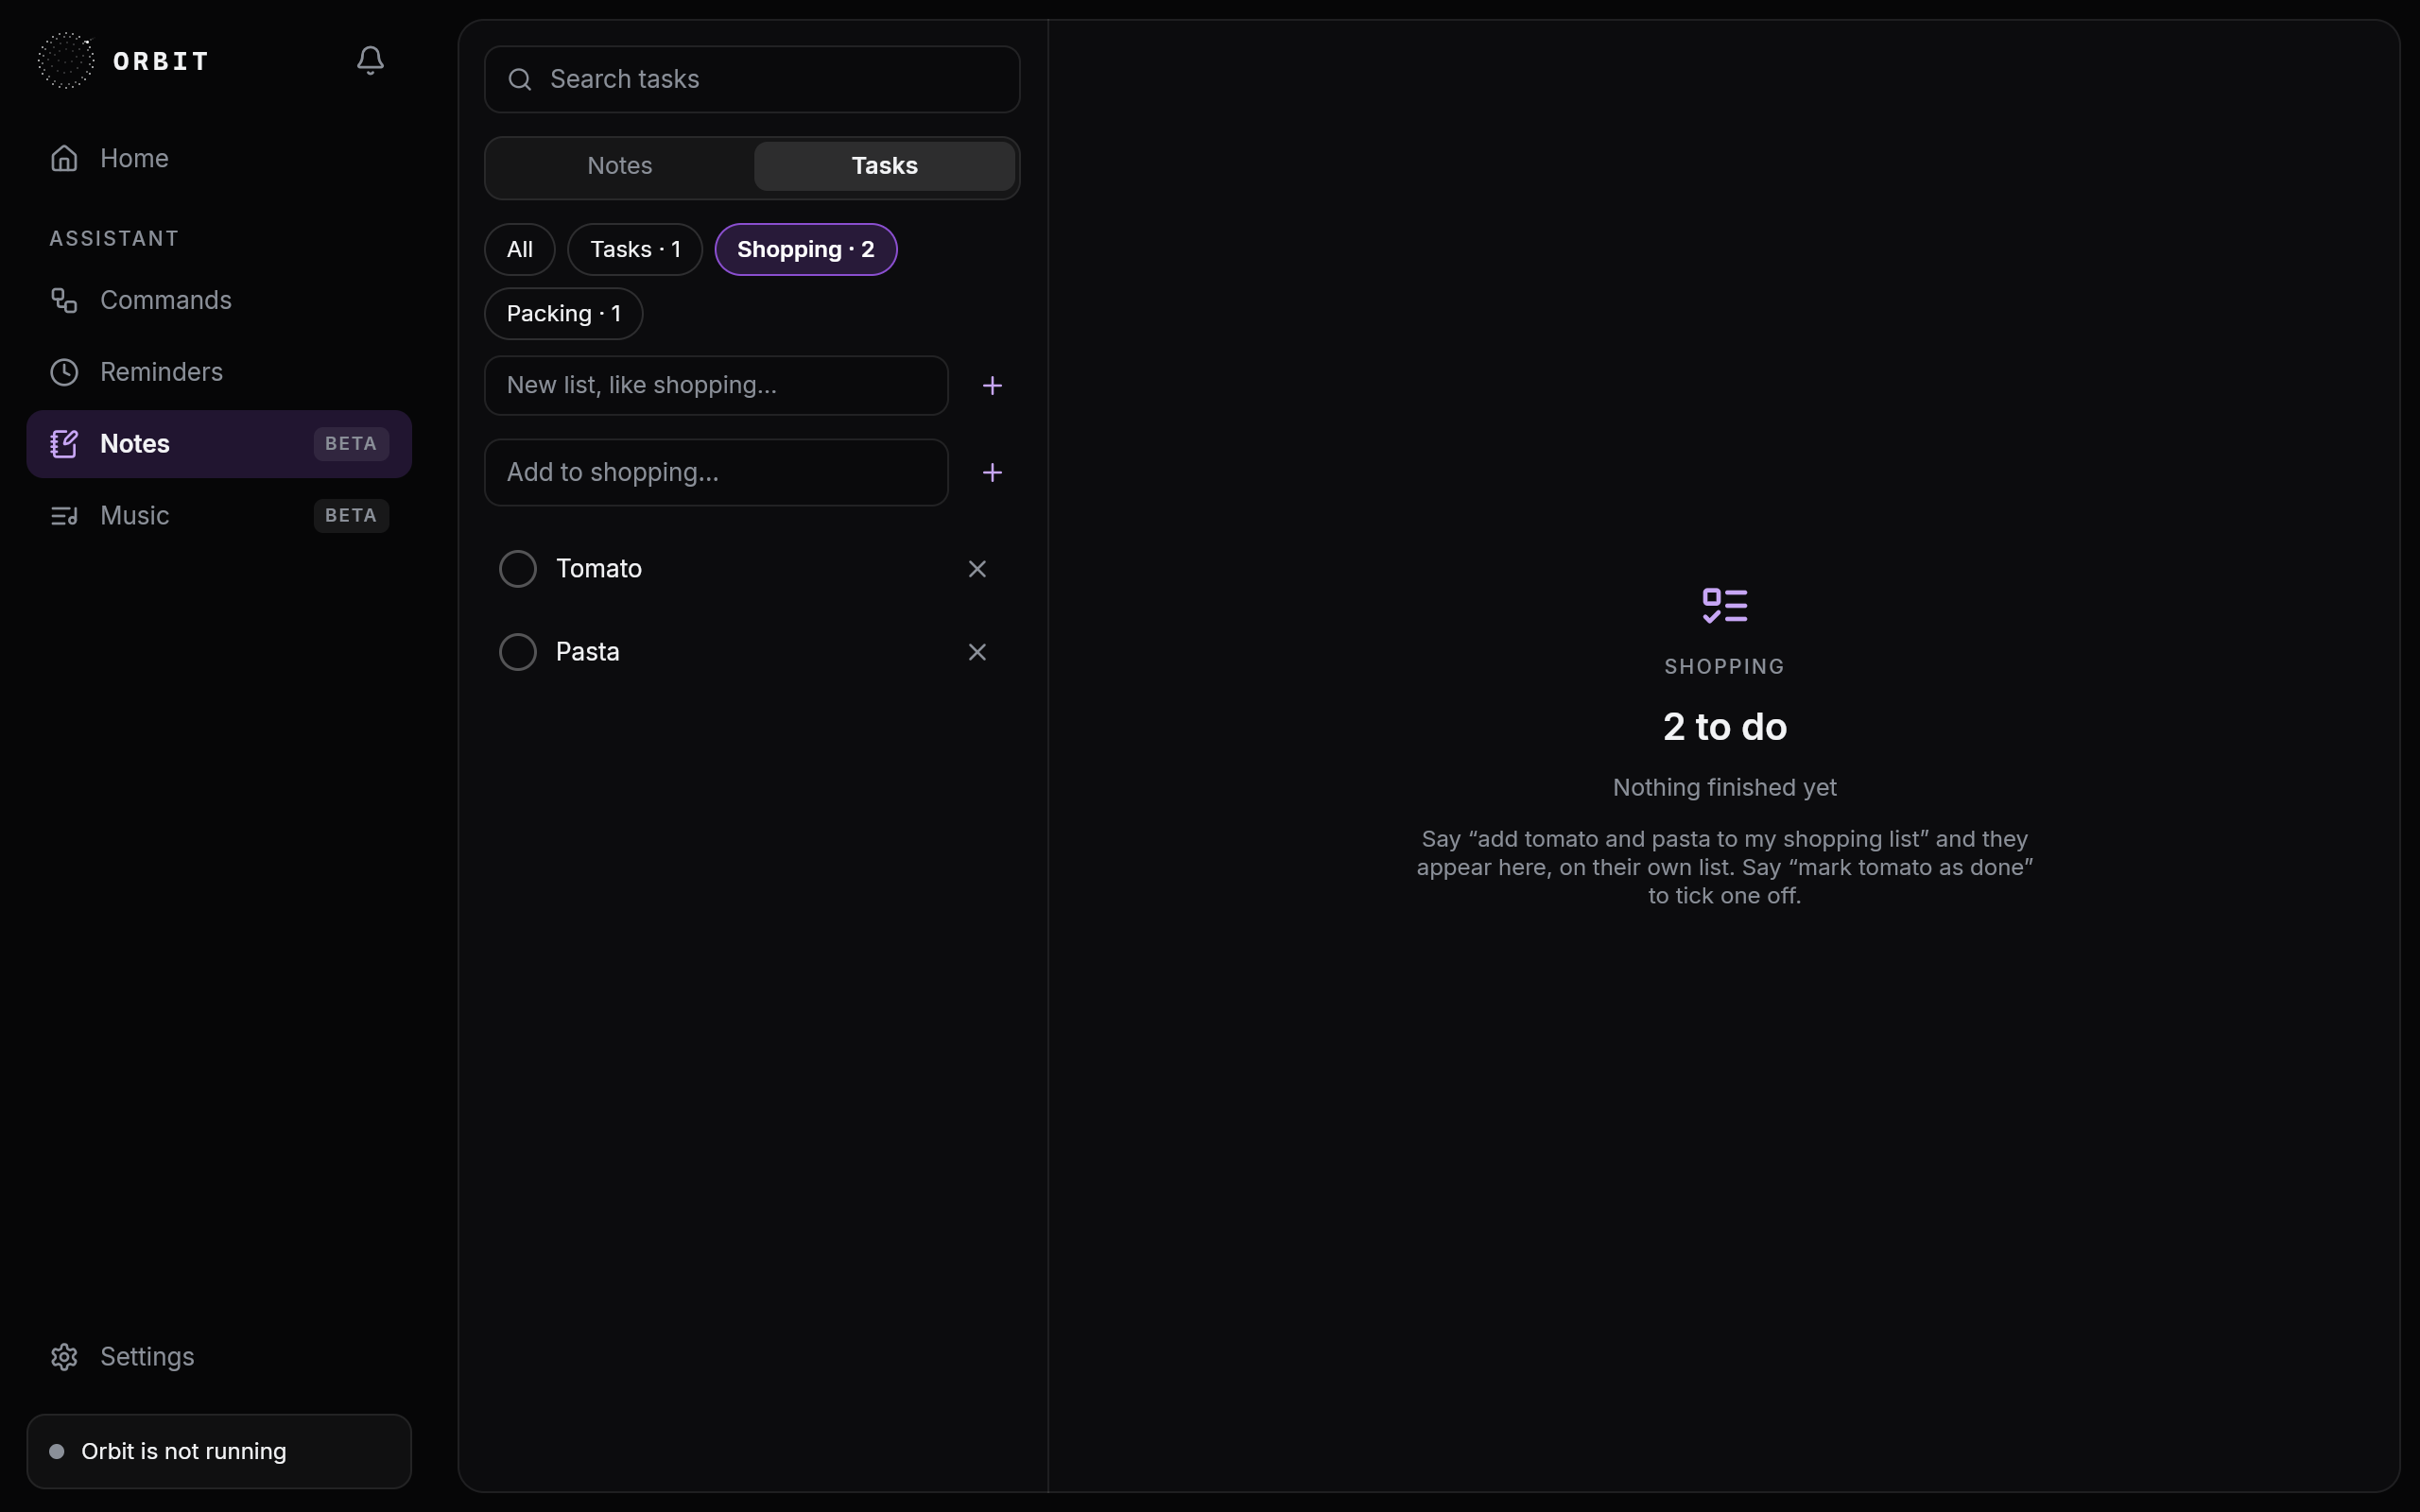 ORBIT
Home
ASSISTANT
Commands
Reminders
Notes BETA
Music BETA
Settings
Orbit is not running
Search tasks
Notes Tasks
All Tasks · 1 Shopping · 2
Packing · 1
New list, like shopping...
Add to shopping...
Tomato
Pasta
SHOPPING
2 to do
Nothing finished yet
Say “add tomato and pasta to my shopping list” and they
appear here, on their own list. Say “mark tomato as done”
to tick one off.